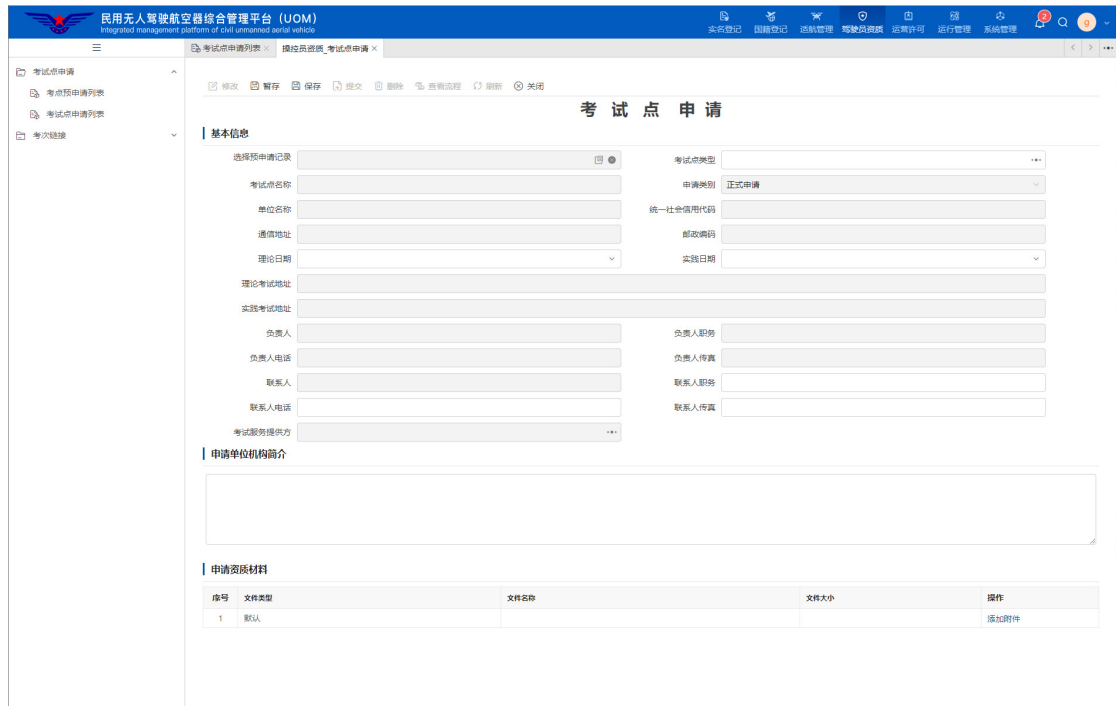 民用无人驾驶航空器综合管理平台（UOM）
Integrated management platform of civil unmanned aerial vehicle
实名登记 国籍登记 适航管理 驾驶员资质 运营许可 运行管理 系统管理 2 g
考试点申请列表 × 操控员资质_考试点申请 ×
考试点申请
考点预申请列表
考试点申请列表
考次链接
修改 暂存 保存 提交 删除 查看流程 刷新 关闭
考 试 点 申 请
基本信息
选择预申请记录 考试点类型
考试点名称 申请类别 正式申请
单位名称 统一社会信用代码
通信地址 邮政编码
理论日期 实践日期
理论考试地址
实践考试地址
负责人 负责人职务
负责人电话 负责人传真
联系人 联系人职务
联系人电话 联系人传真
考试服务提供方
申请单位机构简介
申请资质材料
序号 文件类型 文件名称 文件大小 操作
1 默认 添加附件